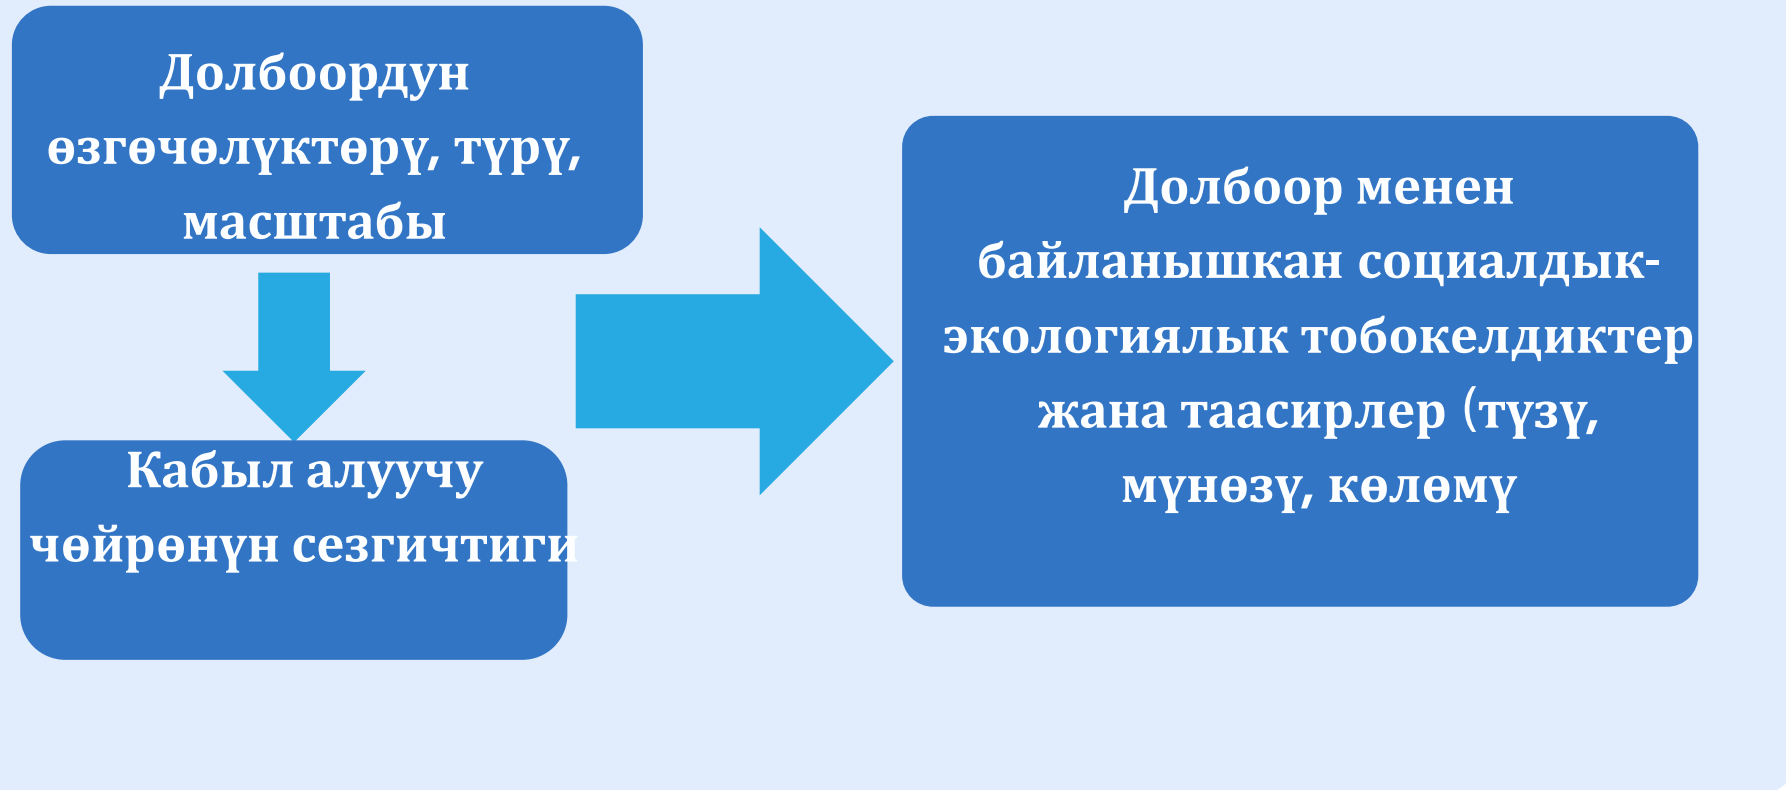 Долбоордун
өзгөчөлүктөрү, түрү,
масштабы
Кабыл алуучу
чөйрөнүн сезгичтиги
Долбоор менен
байланышкан социалдык-
экологиялык тобокелдиктер
жана таасирлер (түзү,
мүнөзү, көлөмү